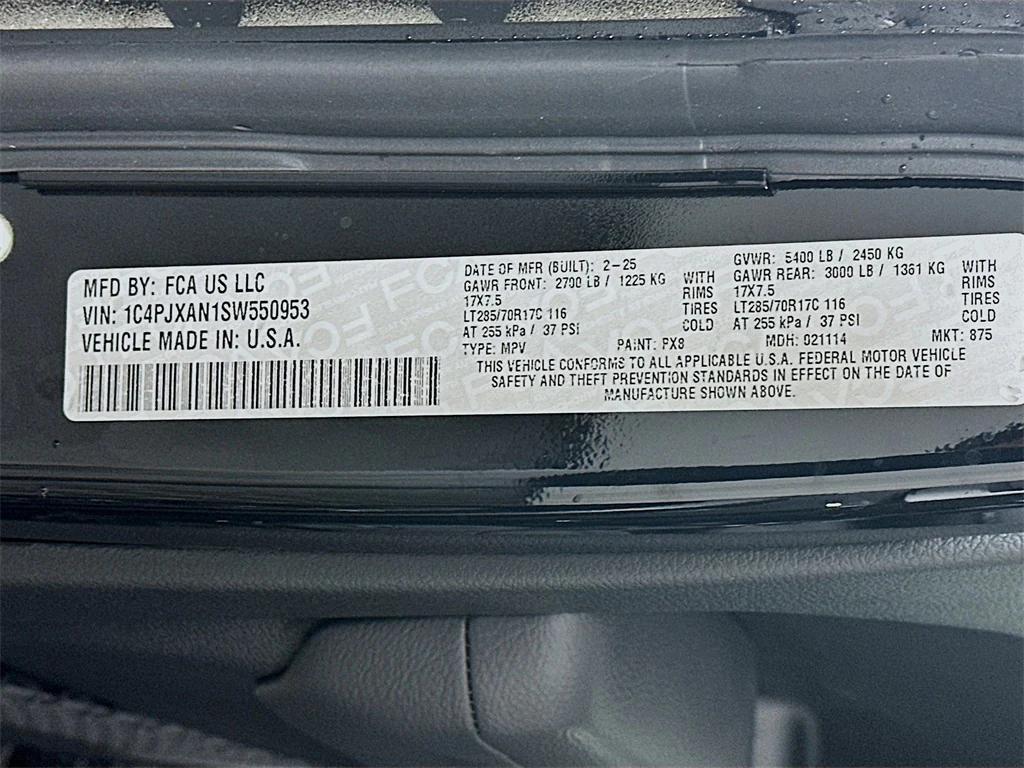 MFD BY: FCA US LLC
VIN: 1C4PJXAN1SW550953
VEHICLE MADE IN: U.S.A.
DATE OF MFR (BUILT): 2-25
GAWR FRONT: 2700 LB / 1225 KG WITH
17X7.5 RIMS
LT285/70R17C 116 TIRES
AT 255 kPa / 37 PSI COLD
TYPE: MPV PAINT: PX8
GVWR: 5400 LB / 2450 KG
GAWR REAR: 3000 LB / 1361 KG WITH
17X7.5 RIMS
LT285/70R17C 116 TIRES
AT 255 kPa / 37 PSI COLD
MDH: 021114 MKT: 875
THIS VEHICLE CONFORMS TO ALL APPLICABLE U.S.A. FEDERAL MOTOR VEHICLE
SAFETY AND THEFT PREVENTION STANDARDS IN EFFECT ON THE DATE OF
MANUFACTURE SHOWN ABOVE.